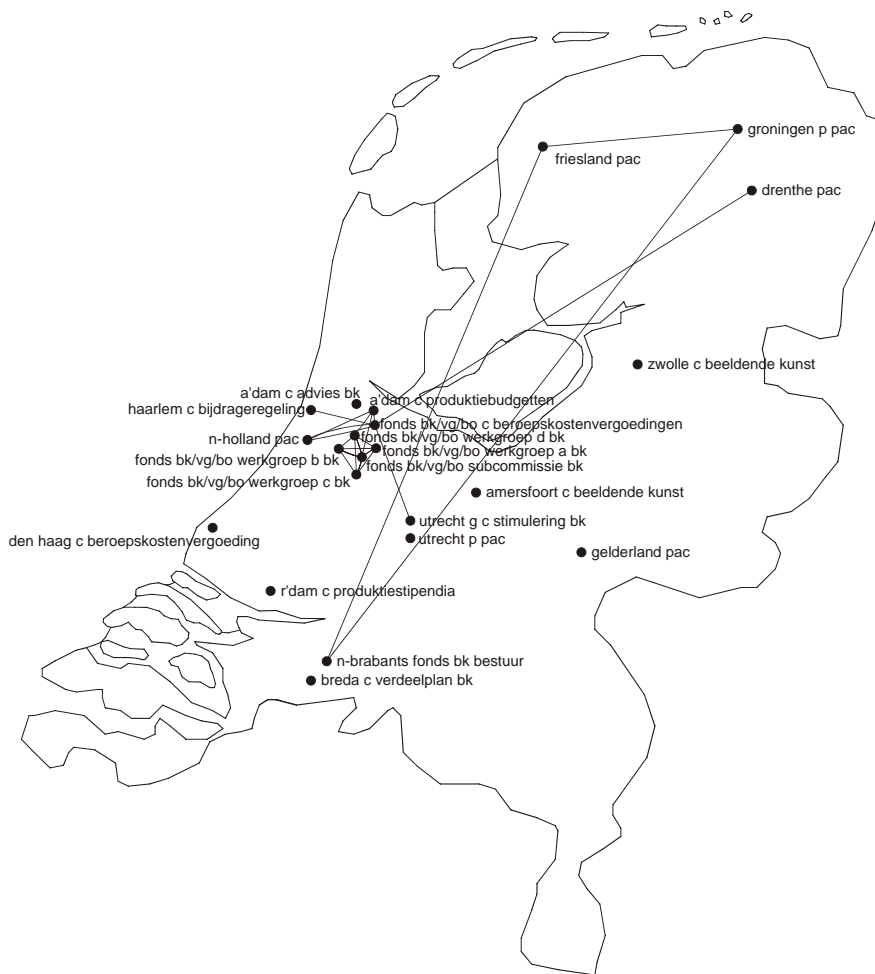 groningen p pac
friesland pac
drenthe pac
zwolle c beeldende kunst
a'dam c advies bk
a'dam c produktiebudgetten
haarlem c bijdrageregeling
fonds bk/vg/bo c beroepskostenvergoedingen
n-holland pac
fonds bk/vg/bo werkgroep d bk
fonds bk/vg/bo werkgroep a bk
fonds bk/vg/bo werkgroep b bk
fonds bk/vg/bo subcommissie bk
fonds bk/vg/bo werkgroep c bk
amersfoort c beeldende kunst
utrecht g c stimulering bk
utrecht p pac
den haag c beroepskostenvergoeding
gelderland pac
r'dam c produktiestipendia
n-brabants fonds bk bestuur
breda c verdeelplan bk